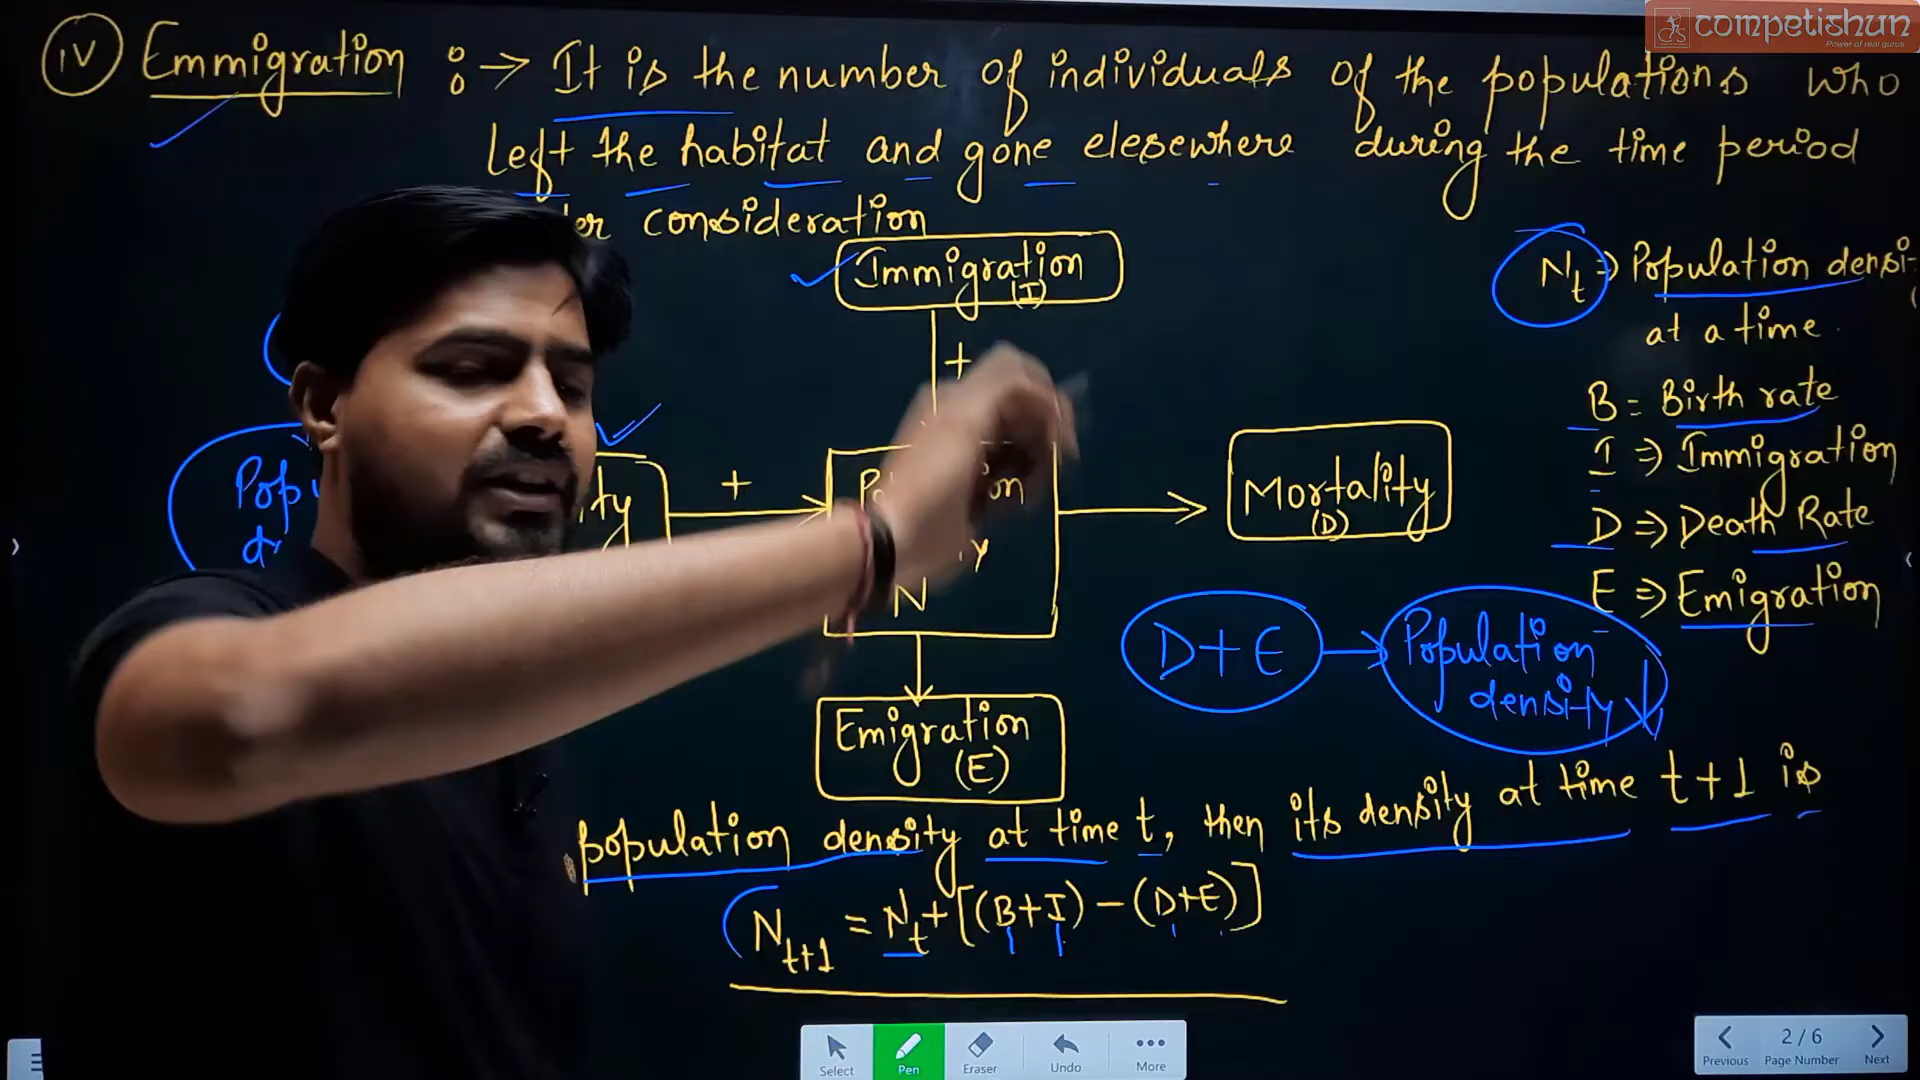 competishun
Power of real gurus
IV Emmigration :→ It is the number of individuals of the populations who
left the habitat and gone elesewhere during the time period
consideration
Immigration
(I)
+
Nt ⇒ Population densi-
at a time.
B = Birth rate
I ⇒ Immigration
D ⇒ Death Rate
E ⇒ Emigration
+
N
Mortality
(D)
D+E → Population
density ↓
Emigration
(E)
population density at time t, then its density at time t+1 is
Nt+1 = Nt + [(B+I) - (D+E)]
Select
Pen
Eraser
Undo
More
2 / 6
Previous
Page Number
Next